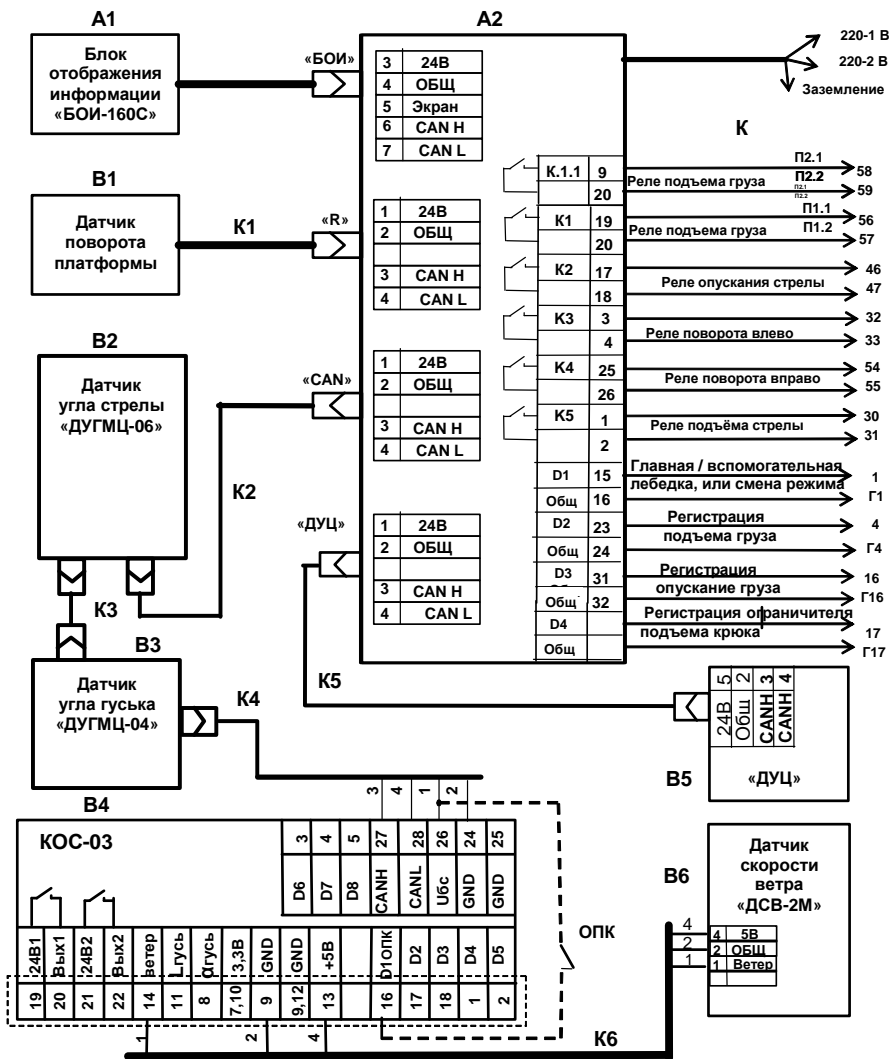 А1
Блок
отображения
информации
«БОИ-160С»
«БОИ»
А2
3 24В
4 ОБЩ
5 Экран
6 CAN H
7 CAN L
220-1 В
220-2 В
Заземление
К
В1
Датчик
поворота
платформы
К1
«R»
1 24В
2 ОБЩ
3 CAN H
4 CAN L
К.1.1 9
20
Реле подъема груза
П2.1
П2.2
П2.1
П2.2
58
59
К1 19
20
Реле подъема груза
П1.1
П1.2
56
57
К2 17
18
Реле опускания стрелы
46
47
К3 3
4
Реле поворота влево
32
33
К4 25
26
Реле поворота вправо
54
55
К5 1
2
Реле подъёма стрелы
30
31
D1 15
Общ 16
Главная / вспомогательная
лебедка, или смена режима
1
Г1
D2 23
Общ 24
Регистрация
подъема груза
4
Г4
D3 31
Общ 32
Регистрация
опускание груза
16
Г16
D4
Общ
Регистрация ограничителя
подъема крюка
17
Г17
В2
Датчик
угла стрелы
«ДУГМЦ-06»
«CAN»
1 24В
2 ОБЩ
3 CAN H
4 CAN L
К2
«ДУЦ»
1 24В
2 ОБЩ
3 CAN H
4 CAN L
К3
В3
Датчик
угла гуська
«ДУГМЦ-04»
К4
К5
24В 5
Общ 2
CANH 3
CANH 4
В5
«ДУЦ»
В4
КОС-03
3 4 1 2
3 4 5 27 28 26 24 25
D6 D7 D8 CANH CANL Uбс GND GND
24В1 Вых1 24В2 Вых2 ветер Lгусь αгусь 3,3В GND GND +5В D1ОПК D2 D3 D4 D5
19 20 21 22 14 11 8 7,10 9 9,12 13 16 17 18 1 2
1 2 4
ОПК
К6
В6
Датчик
скорости
ветра
«ДСВ-2М»
4 4 5В
2 2 ОБЩ
1 1 Ветер